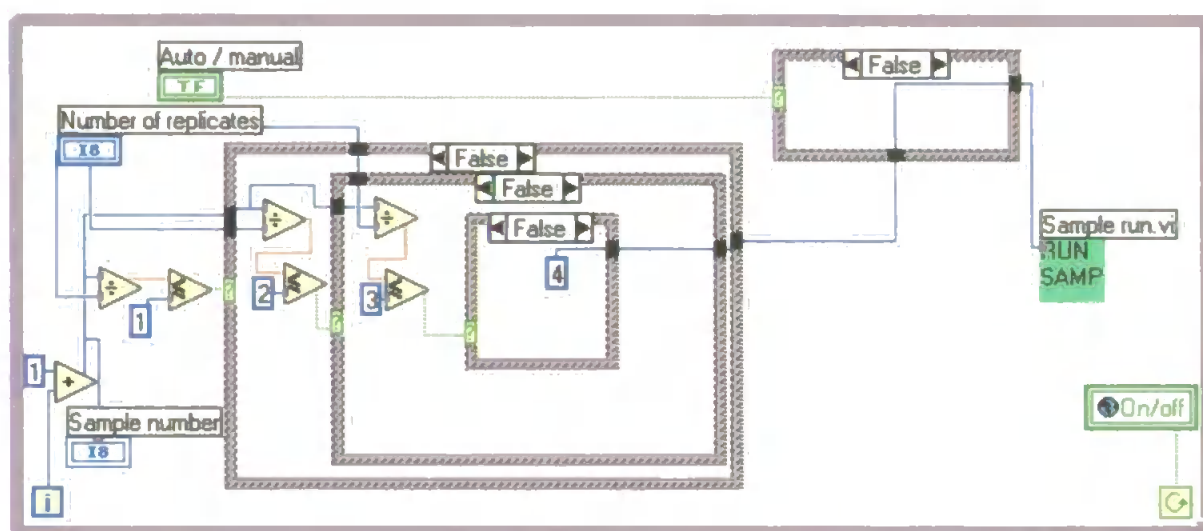 Auto / manual
TF
False
Number of replicates
I8
False
False
False
Sample run.vi
RUN
SAMP
4
2
3
1
1
On/off
Sample number
I8
i